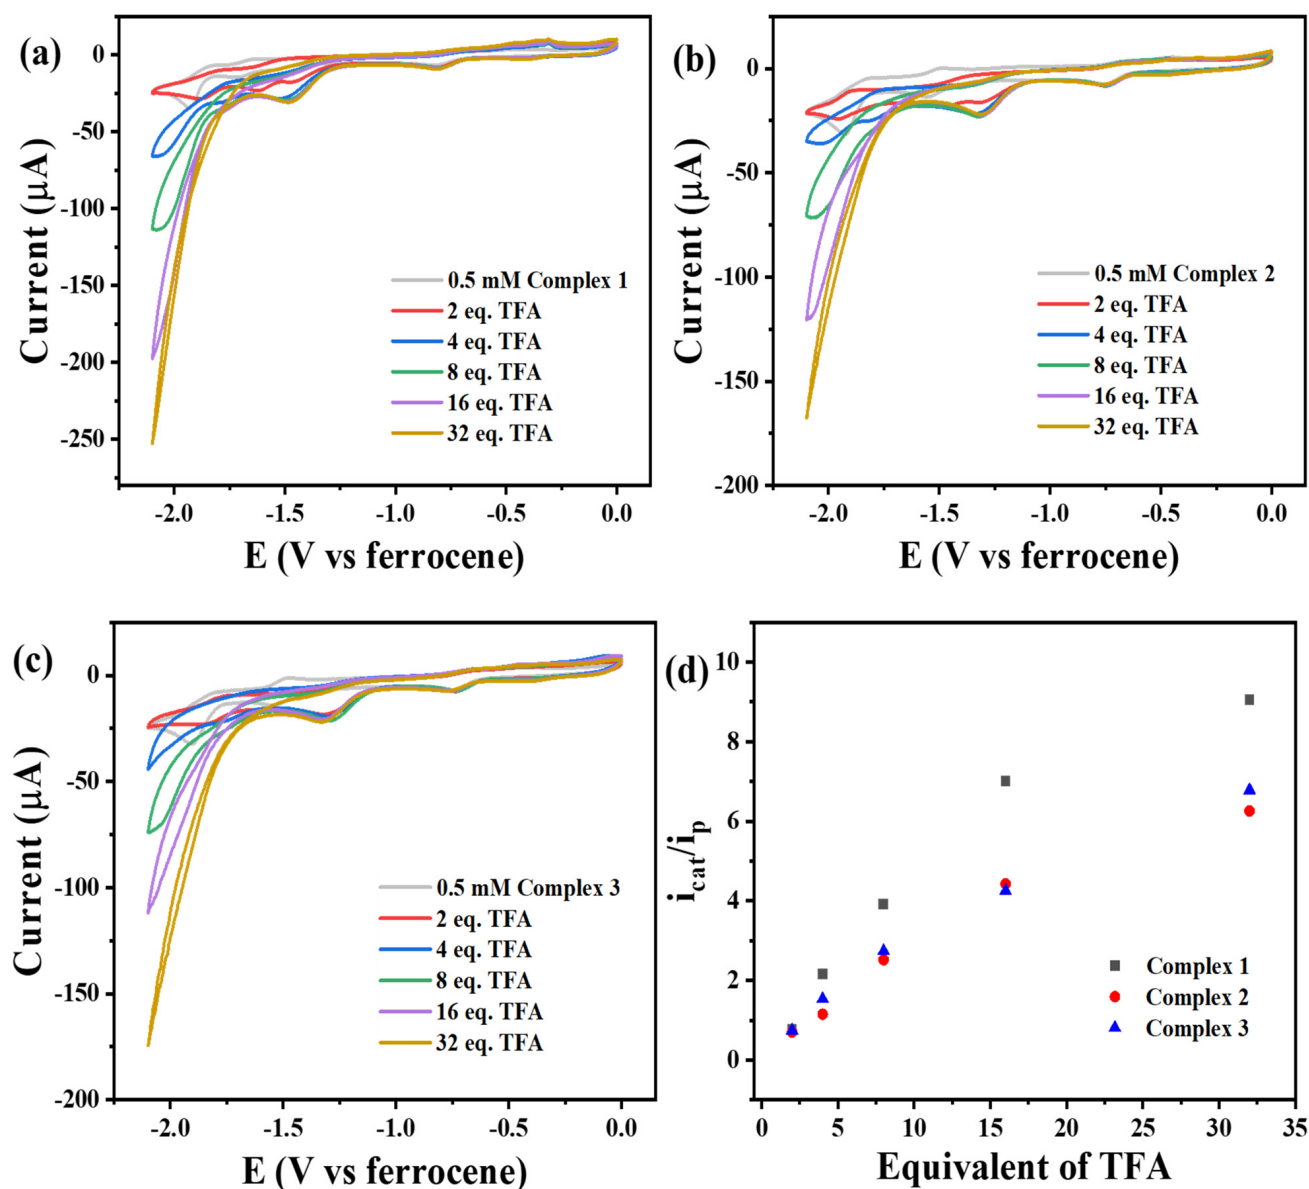 (a)
0
-50
-100
-150
-200
-250
Current (µA)
0.5 mM Complex 1
2 eq. TFA
4 eq. TFA
8 eq. TFA
16 eq. TFA
32 eq. TFA
-2.0 -1.5 -1.0 -0.5 0.0
E (V vs ferrocene)
(b)
0
-50
-100
-150
-200
Current (µA)
0.5 mM Complex 2
2 eq. TFA
4 eq. TFA
8 eq. TFA
16 eq. TFA
32 eq. TFA
-2.0 -1.5 -1.0 -0.5 0.0
E (V vs ferrocene)
(c)
0
-50
-100
-150
-200
Current (µA)
0.5 mM Complex 3
2 eq. TFA
4 eq. TFA
8 eq. TFA
16 eq. TFA
32 eq. TFA
-2.0 -1.5 -1.0 -0.5 0.0
E (V vs ferrocene)
(d)
10
8
6
4
2
0
i_cat/i_p
Complex 1
Complex 2
Complex 3
0 5 10 15 20 25 30 35
Equivalent of TFA